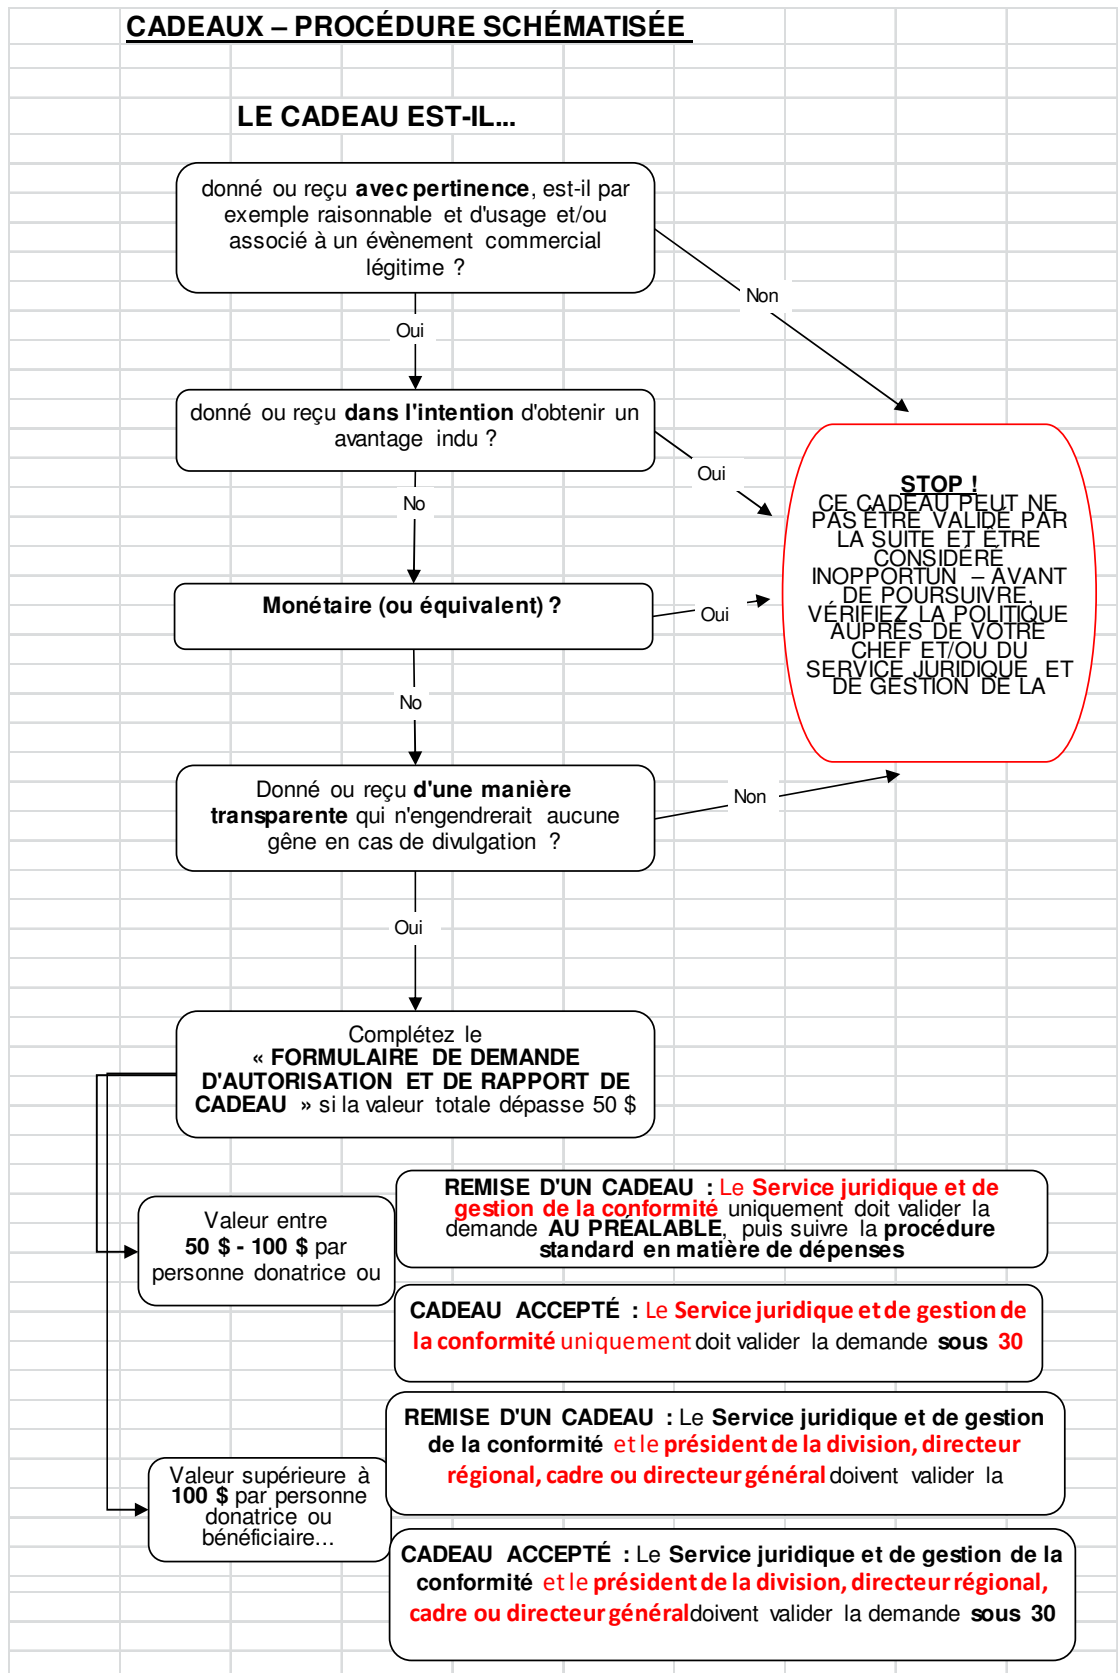 CADEAUX – PROCÉDURE SCHÉMATISÉE
LE CADEAU EST-IL...
donné ou reçu avec pertinence, est-il par
exemple raisonnable et d'usage et/ou
associé à un évènement commercial
légitime ?
Non
Oui
donné ou reçu dans l'intention d'obtenir un
avantage indu ?
Oui
No
STOP !
CE CADEAU PEUT NE
PAS ÊTRE VALIDÉ PAR
LA SUITE ET ÊTRE
CONSIDÉRÉ
INOPPORTUN – AVANT
DE POURSUIVRE,
VÉRIFIEZ LA POLITIQUE
AUPRÈS DE VOTRE
CHEF ET/OU DU
SERVICE JURIDIQUE ET
DE GESTION DE LA
Monétaire (ou équivalent) ?
Oui
No
Donné ou reçu d'une manière
transparente qui n'engendrerait aucune
gêne en cas de divulgation ?
Non
Oui
Complétez le
« FORMULAIRE DE DEMANDE
D'AUTORISATION ET DE RAPPORT DE
CADEAU » si la valeur totale dépasse 50 $
Valeur entre
50 $ - 100 $ par
personne donatrice ou
REMISE D'UN CADEAU : Le Service juridique et de
gestion de la conformité uniquement doit valider la
demande AU PRÉALABLE, puis suivre la procédure
standard en matière de dépenses
CADEAU ACCEPTÉ : Le Service juridique et de gestion de
la conformité uniquement doit valider la demande sous 30
Valeur supérieure à
100 $ par personne
donatrice ou
bénéficiaire...
REMISE D'UN CADEAU : Le Service juridique et de gestion
de la conformité et le président de la division, directeur
régional, cadre ou directeur général doivent valider la
CADEAU ACCEPTÉ : Le Service juridique et de gestion de la
conformité et le président de la division, directeur régional,
cadre ou directeur général doivent valider la demande sous 30